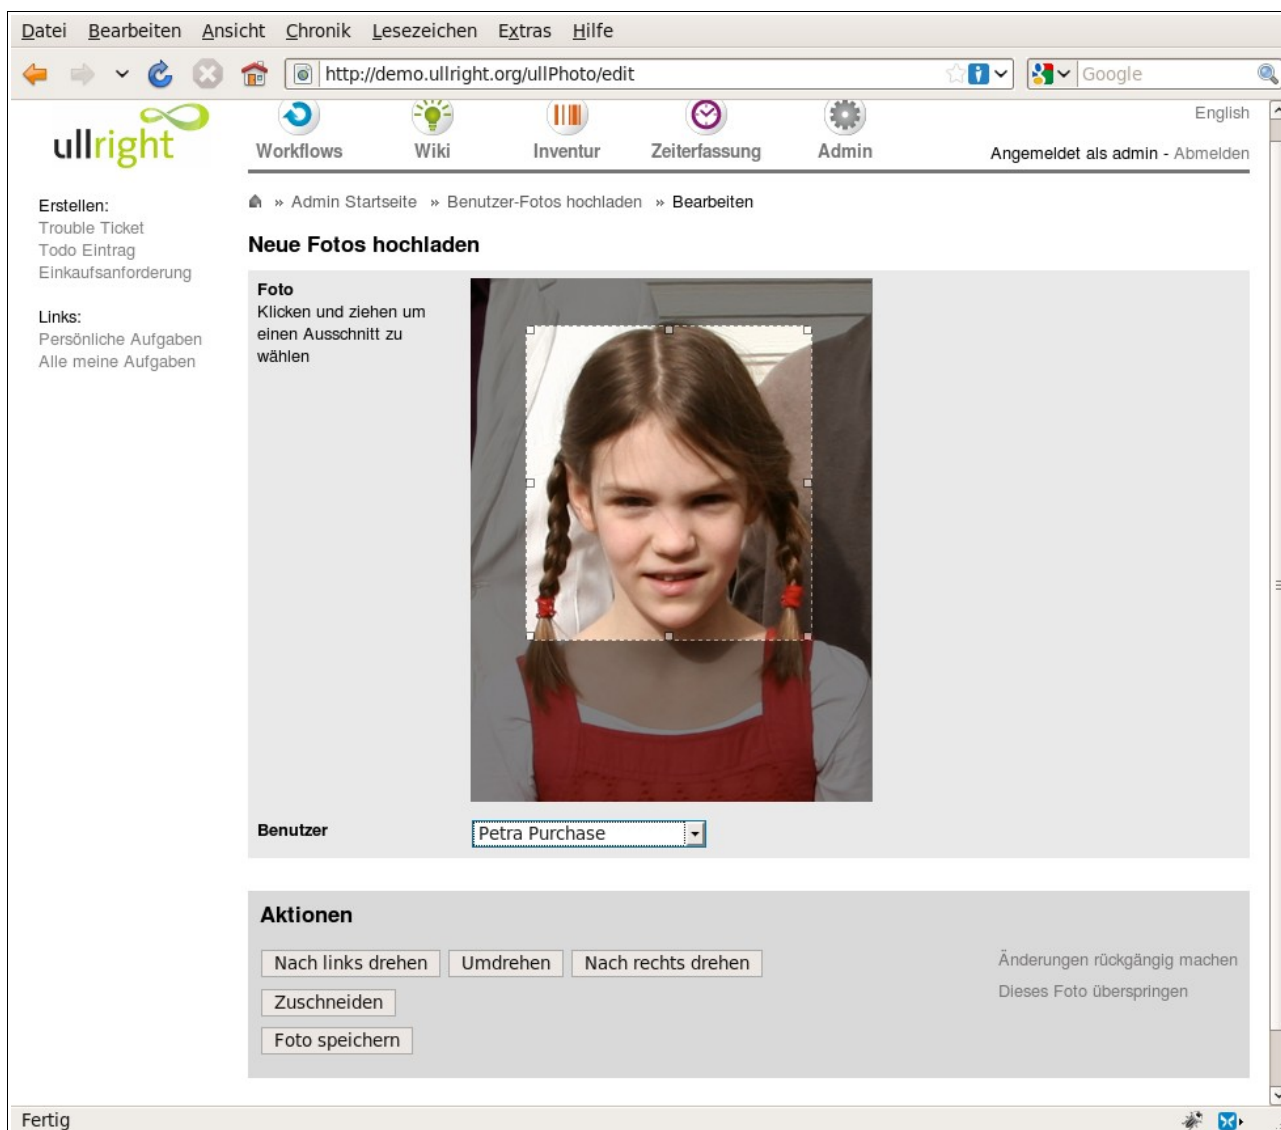 Datei Bearbeiten Ansicht Chronik Lesezeichen Extras Hilfe
http://demo.ullright.org/ullPhoto/edit Google
ullright Workflows Wiki Inventur Zeiterfassung Admin English
Angemeldet als admin - Abmelden
» Admin Startseite » Benutzer-Fotos hochladen » Bearbeiten
Erstellen:
Trouble Ticket
Todo Eintrag
Einkaufsanforderung
Links:
Persönliche Aufgaben
Alle meine Aufgaben
Neue Fotos hochladen
Foto
Klicken und ziehen um
einen Ausschnitt zu
wählen
Benutzer Petra Purchase
Aktionen
Nach links drehen Umdrehen Nach rechts drehen Änderungen rückgängig machen
Zuschneiden Dieses Foto überspringen
Foto speichern
Fertig